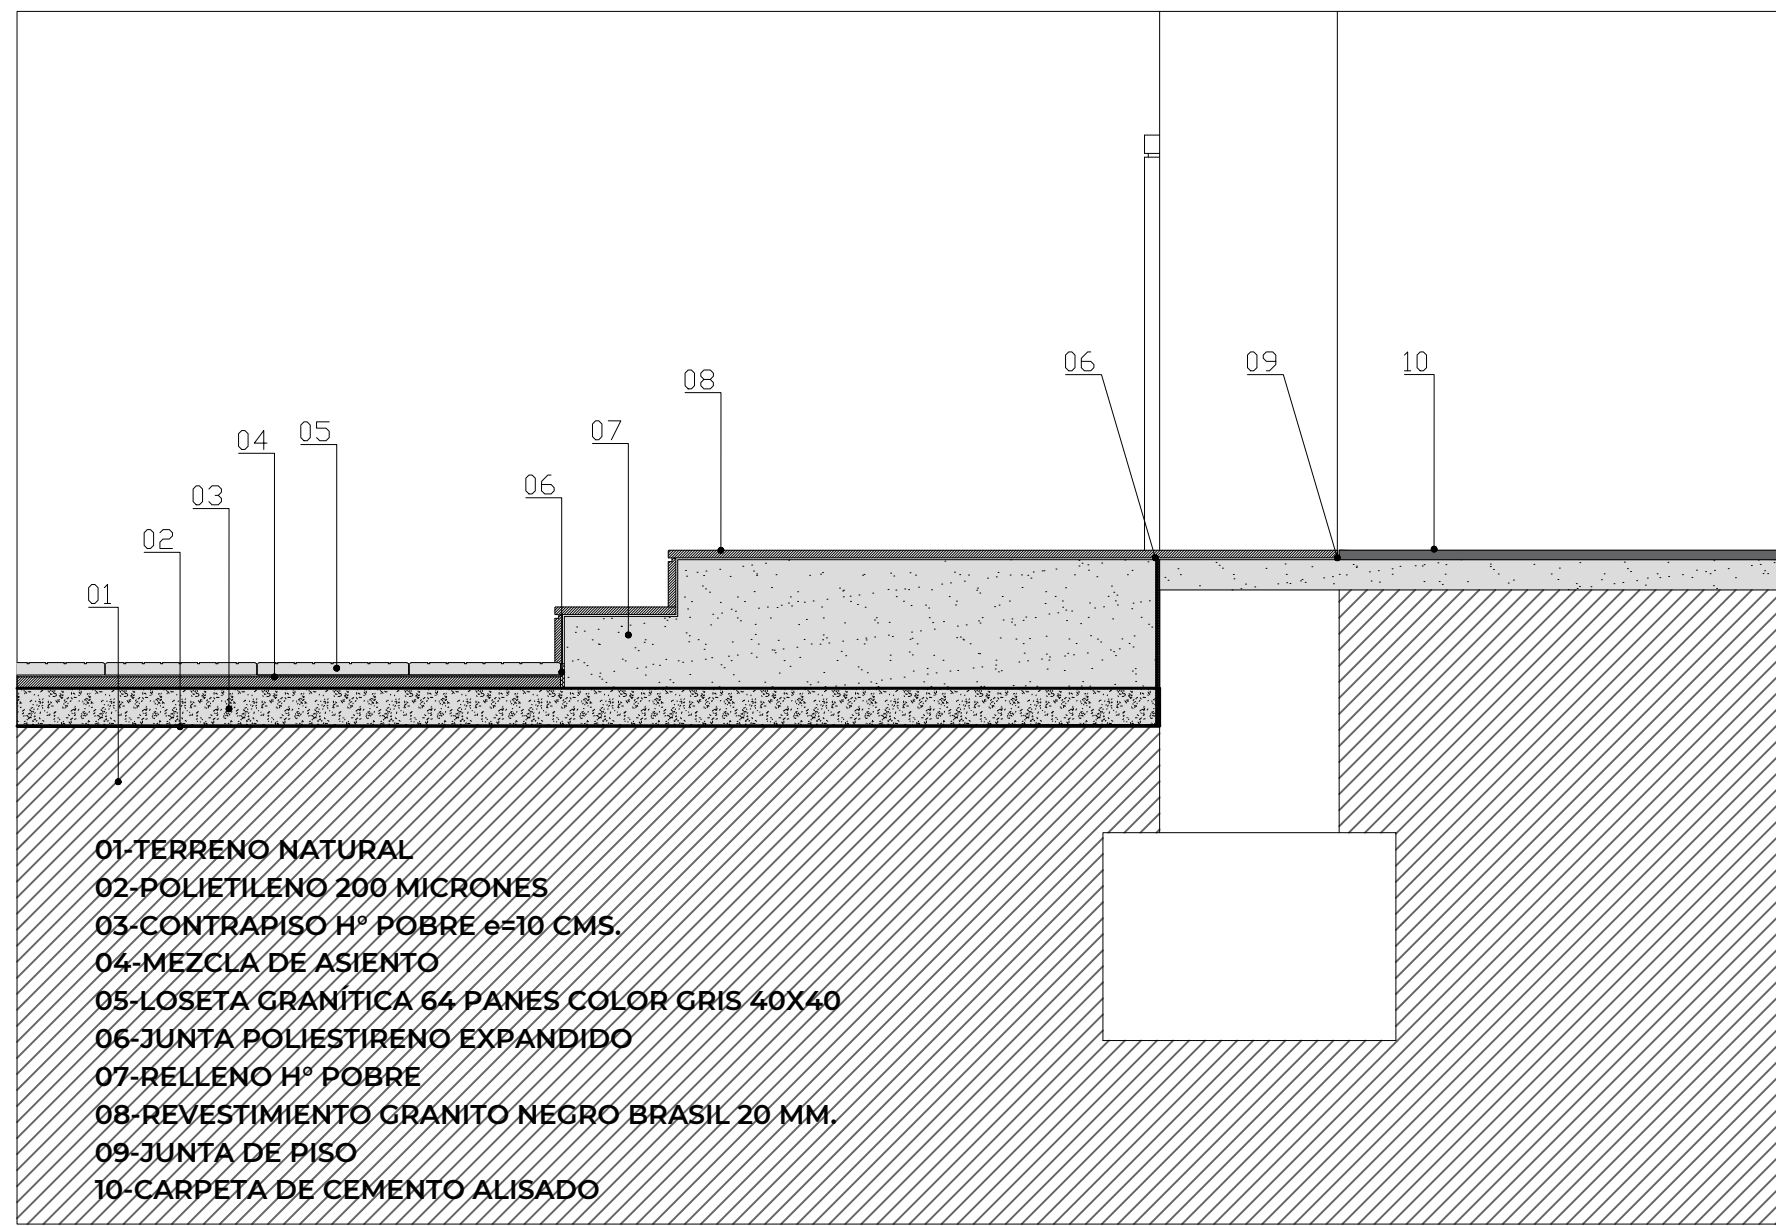 06
09
10
08
07
05
04
06
03
02
01
01-TERRENO NATURAL
02-POLIETILENO 200 MICRONES
03-CONTRAPISO Hº POBRE e=10 CMS.
04-MEZCLA DE ASIENTO
05-LOSETA GRANÍTICA 64 PANES COLOR GRIS 40X40
06-JUNTA POLIESTIRENO EXPANDIDO
07-RELLENO Hº POBRE
08-REVESTIMIENTO GRANITO NEGRO BRASIL 20 MM.
09-JUNTA DE PISO
10-CARPETA DE CEMENTO ALISADO